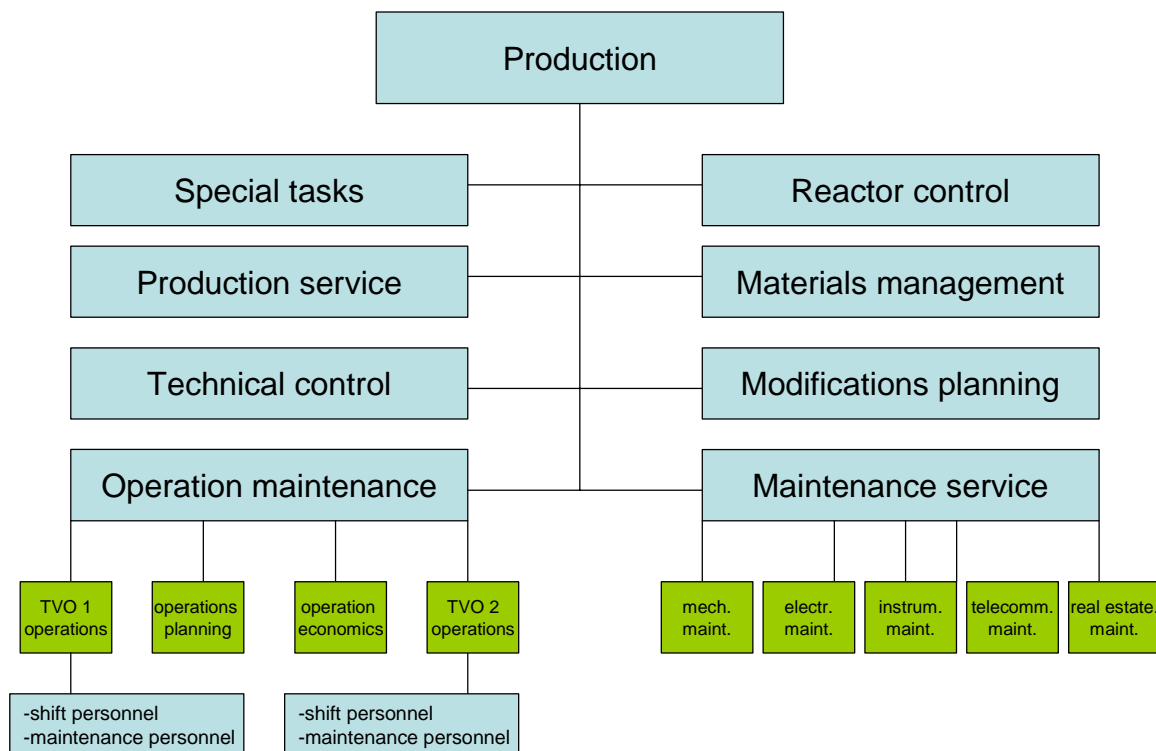 Production
Special tasks
Reactor control
Production service
Materials management
Technical control
Modifications planning
Operation maintenance
Maintenance service
TVO 1
operations
operations
planning
operation
economics
TVO 2
operations
mech.
maint.
electr.
maint.
instrum.
maint.
telecomm.
maint.
real estate.
maint.
-shift personnel
-maintenance personnel
-shift personnel
-maintenance personnel